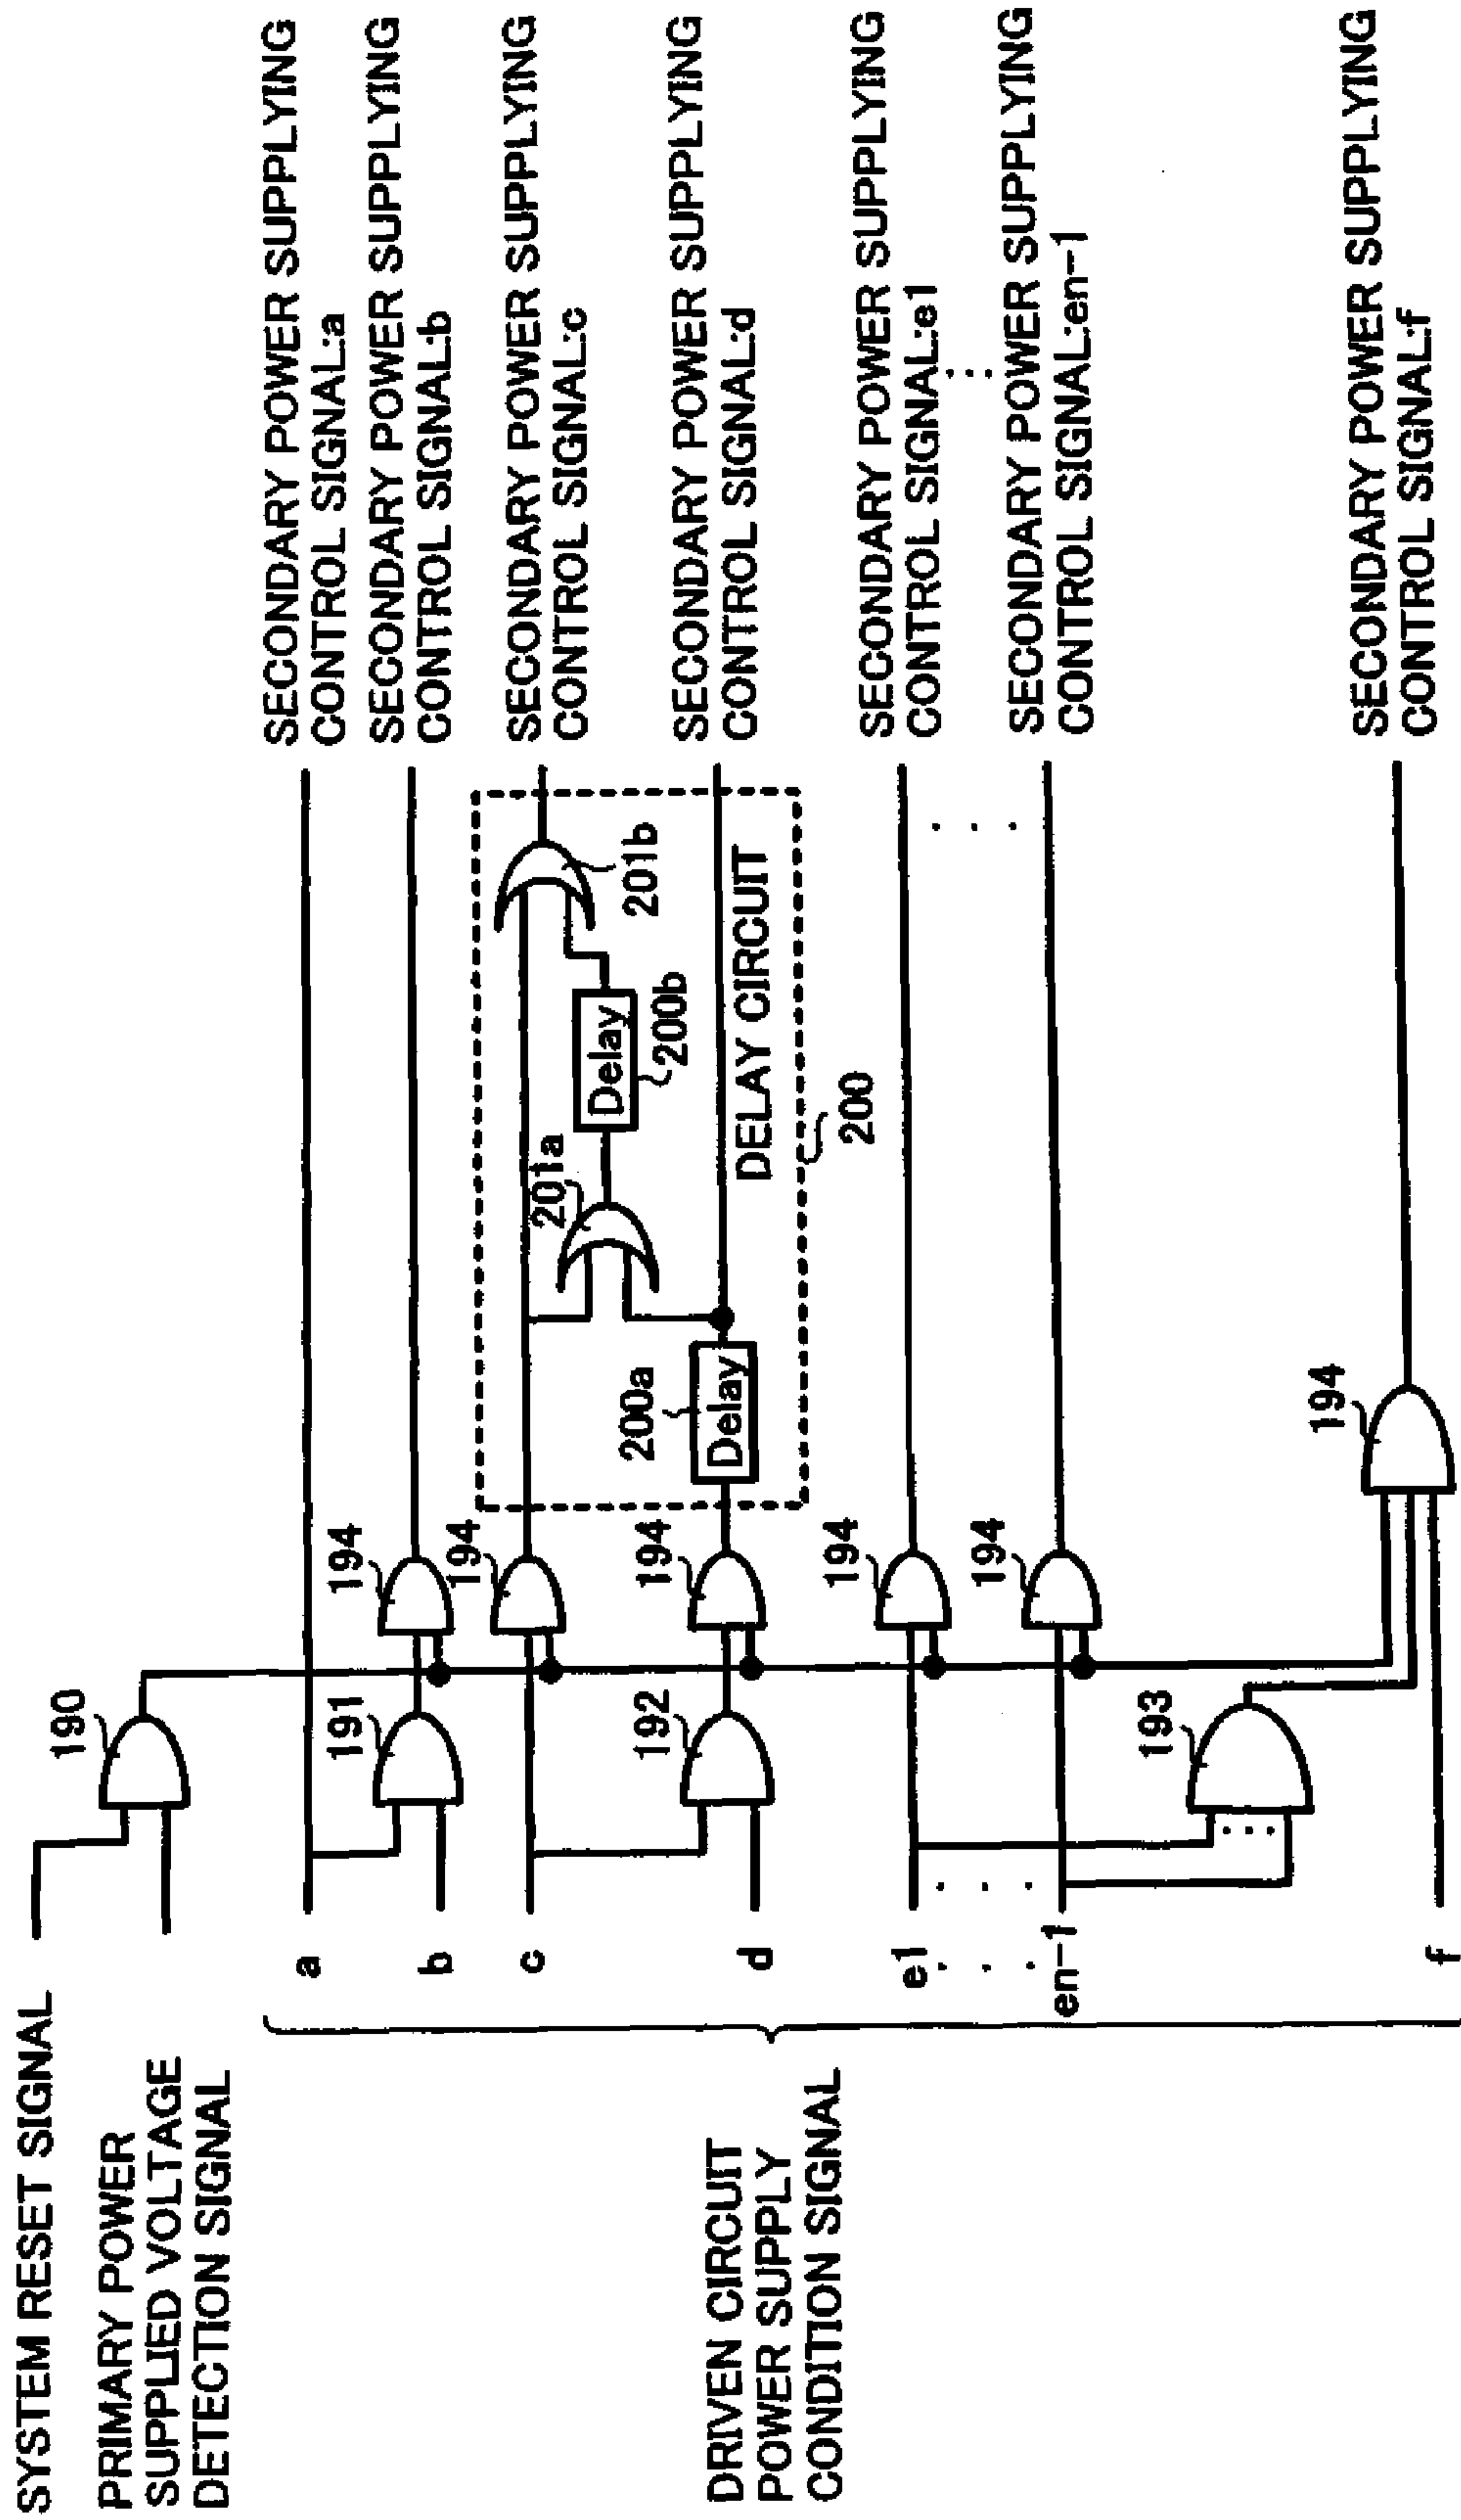 SYSTEM RESET SIGNAL
PRIMARY POWER
SUPPLIED VOLTAGE
DETECTION SIGNAL
DRIVEN CIRCUIT
POWER SUPPLY
CONDITION SIGNAL
a
b
c
d
e1
en-1
f
190
191
192
193
194
194
194
194
194
194
200a
Delay
201a
Delay
200b
201b
DELAY CIRCUIT
200
SECONDARY POWER SUPPLYING
CONTROL SIGNAL:a
SECONDARY POWER SUPPLYING
CONTROL SIGNAL:b
SECONDARY POWER SUPPLYING
CONTROL SIGNAL:c
SECONDARY POWER SUPPLYING
CONTROL SIGNAL:d
SECONDARY POWER SUPPLYING
CONTROL SIGNAL:e1
SECONDARY POWER SUPPLYING
CONTROL SIGNAL:en-1
SECONDARY POWER SUPPLYING
CONTROL SIGNAL:f